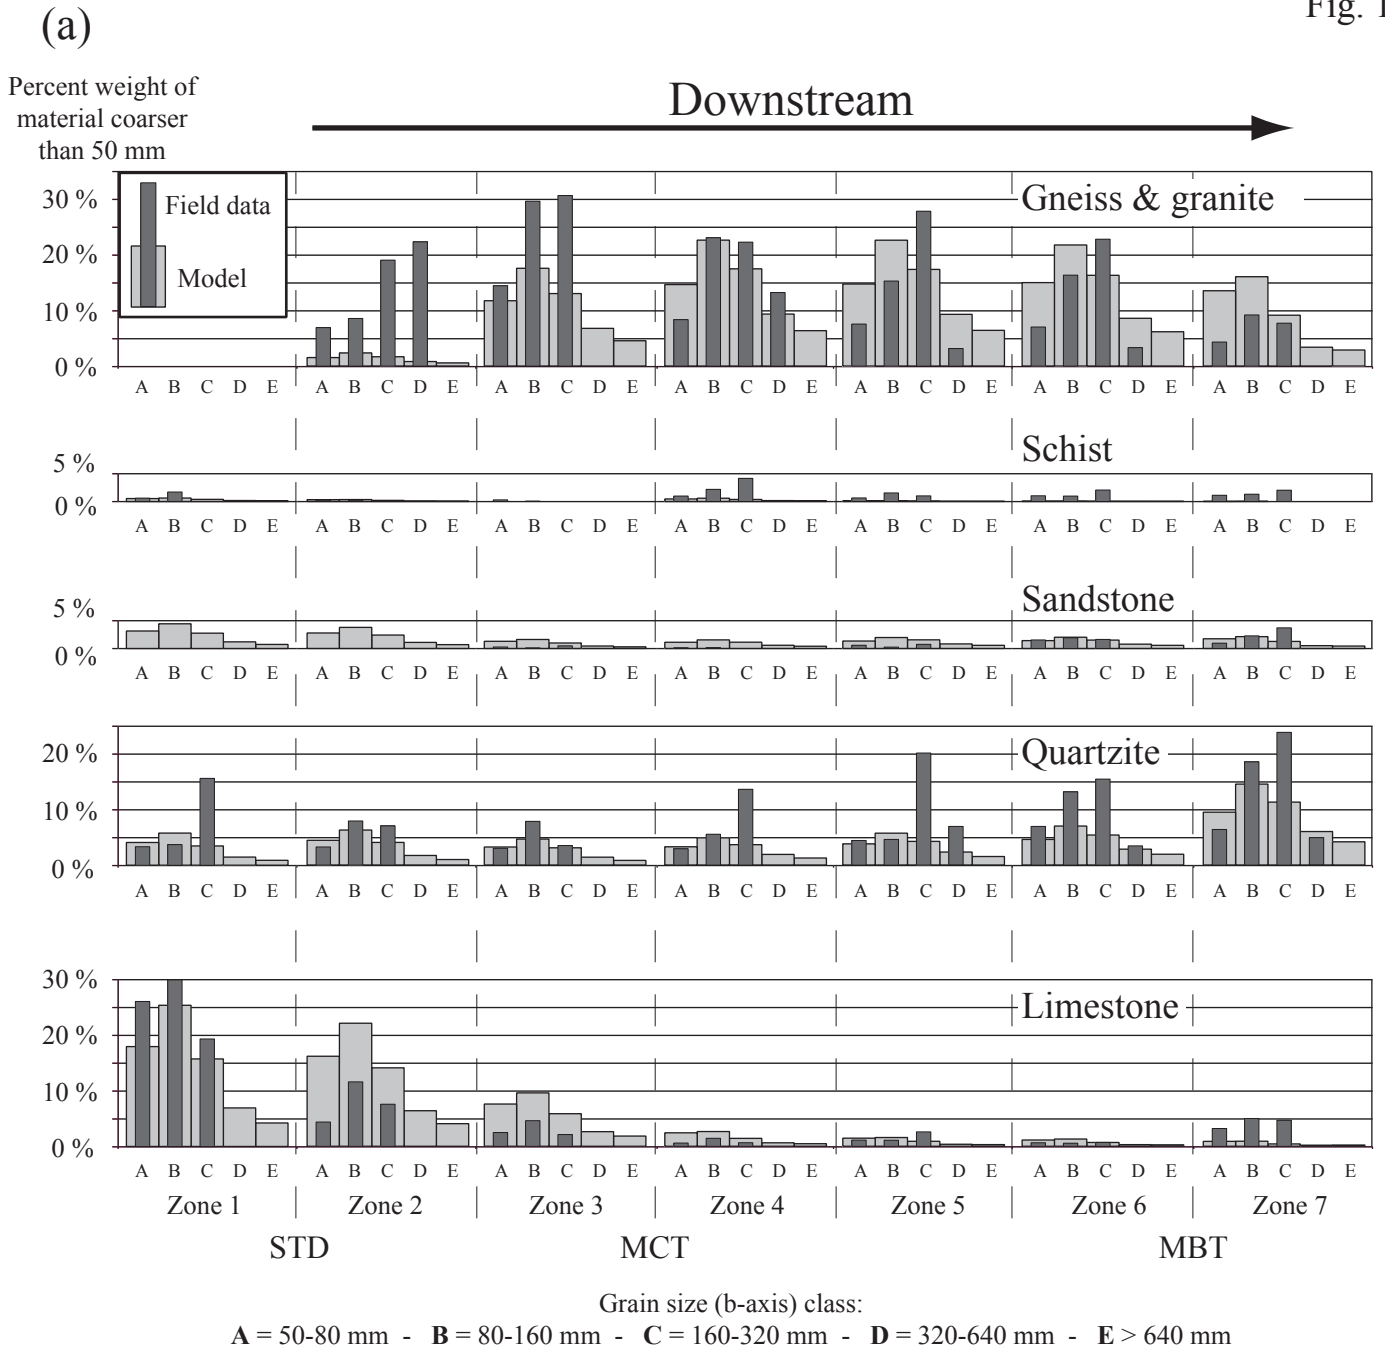 (a)
Fig. 1
Percent weight of
material coarser
than 50 mm
Downstream
Field data
Model
Gneiss & granite
30 %
20 %
10 %
0 %
A B C D E A B C D E A B C D E A B C D E A B C D E A B C D E A B C D E
Schist
5 %
0 %
A B C D E A B C D E A B C D E A B C D E A B C D E A B C D E A B C D E
Sandstone
5 %
0 %
A B C D E A B C D E A B C D E A B C D E A B C D E A B C D E A B C D E
Quartzite
20 %
10 %
0 %
A B C D E A B C D E A B C D E A B C D E A B C D E A B C D E A B C D E
Limestone
30 %
20 %
10 %
0 %
A B C D E A B C D E A B C D E A B C D E A B C D E A B C D E A B C D E
Zone 1 Zone 2 Zone 3 Zone 4 Zone 5 Zone 6 Zone 7
STD MCT MBT
Grain size (b-axis) class:
A = 50-80 mm - B = 80-160 mm - C = 160-320 mm - D = 320-640 mm - E > 640 mm